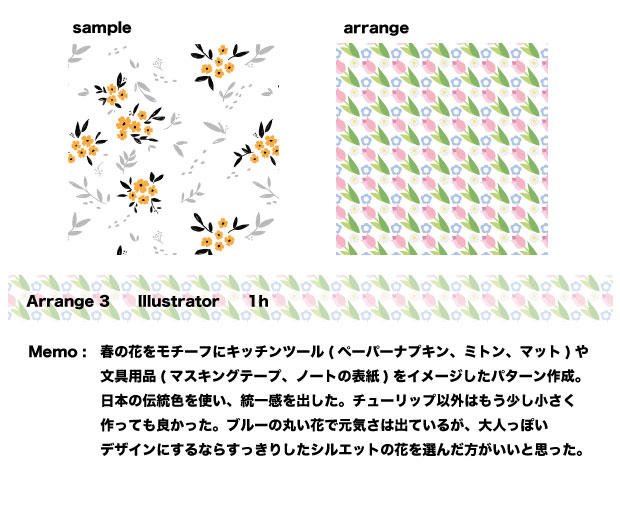 sample
arrange
Arrange 3 Illustrator 1h
Memo : 春の花をモチーフにキッチンツール ( ペーパーナプキン、ミトン、マット ) や
文具用品 ( マスキングテープ、ノートの表紙 ) をイメージしたパターン作成。
日本の伝統色を使い、統一感を出した。チューリップ以外はもう少し小さく
作っても良かった。ブルーの丸い花で元気さは出ているが、大人っぽい
デザインにするならすっきりしたシルエットの花を選んだ方がいいと思った。